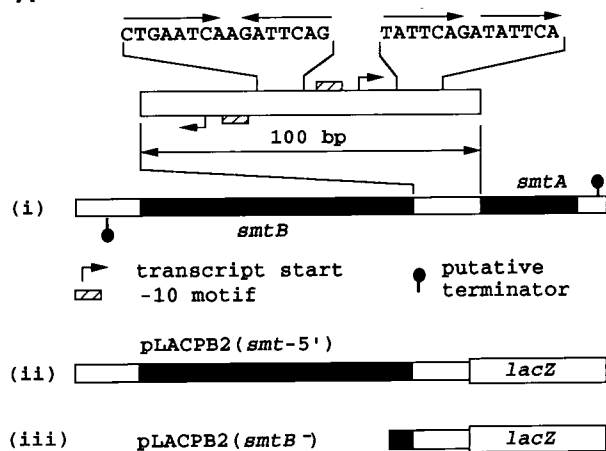 CTGAATCAAGATTCAG TATTCAGATATTCA
100 bp
smtA
(i)
smtB
transcript start
-10 motif
putative
terminator
pLACPB2(smt-5')
(ii)
lacZ
(iii) pLACPB2(smtB⁻)
lacZ